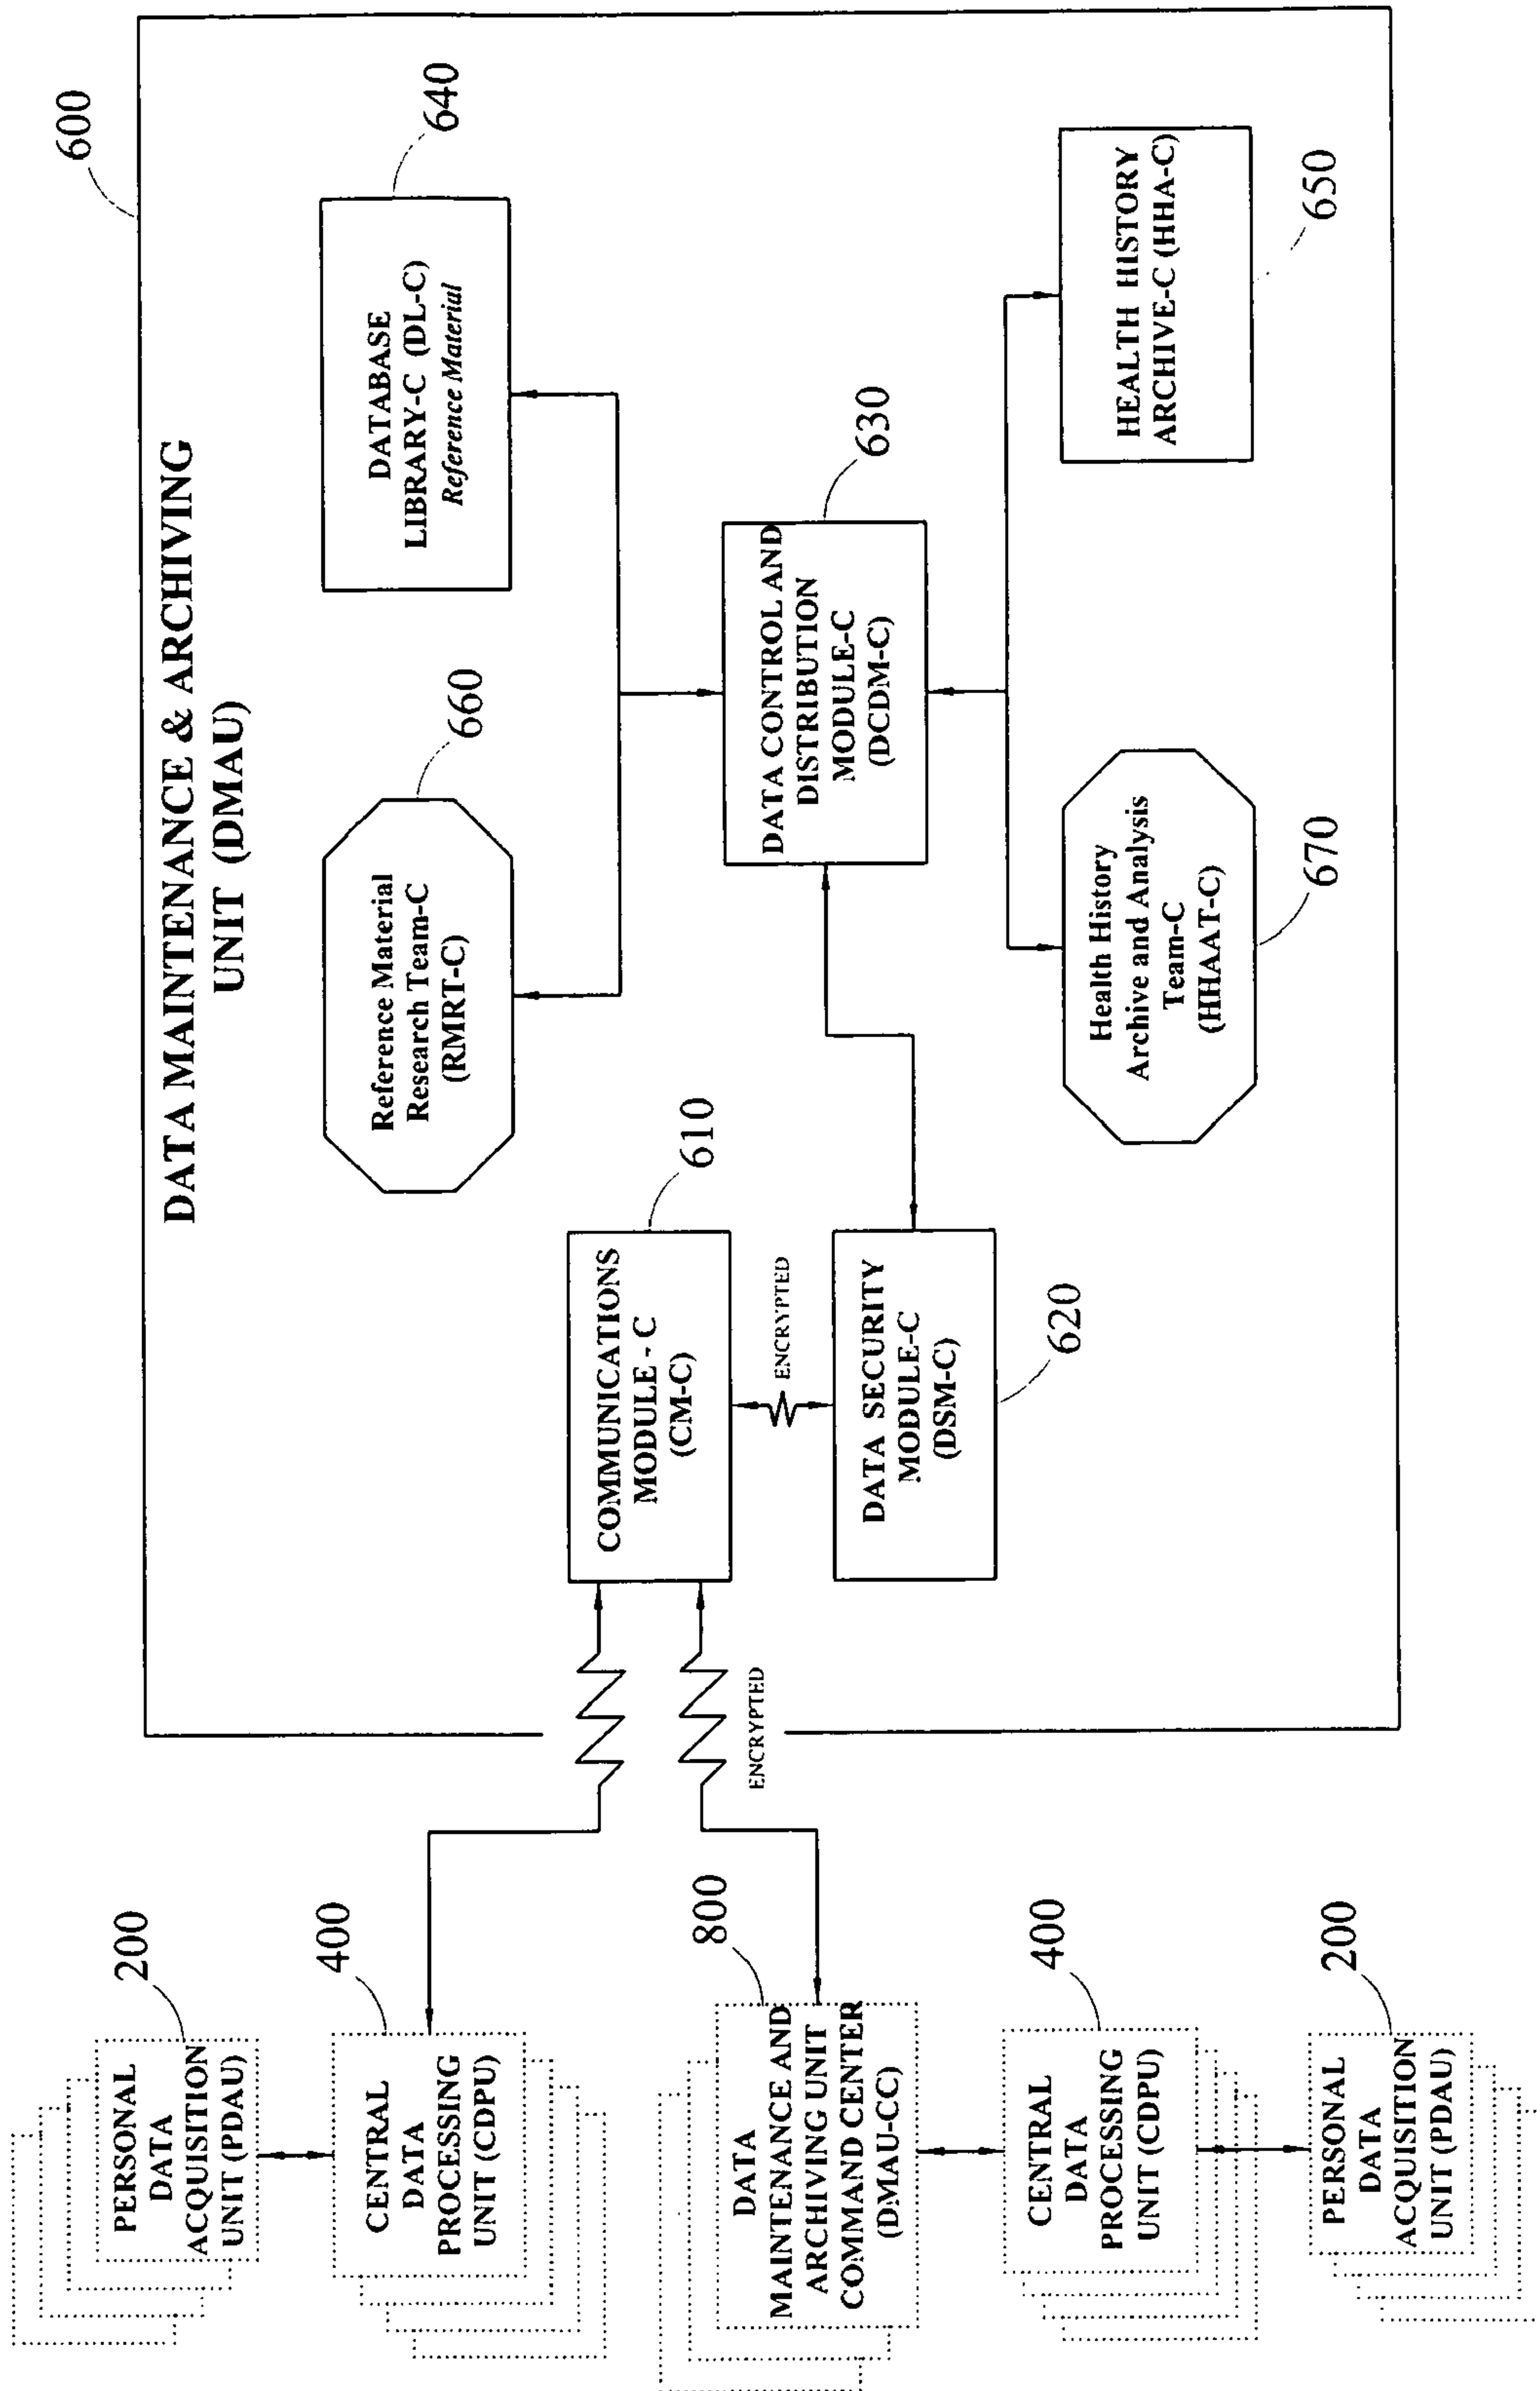 DATA MAINTENANCE & ARCHIVING
UNIT (DMAU)
600
PERSONAL
DATA
ACQUISITION
UNIT (PDAU)
200
CENTRAL
DATA
PROCESSING
UNIT (CDPU)
400
DATA
MAINTENANCE AND
ARCHIVING UNIT
COMMAND CENTER
(DMAU-CC)
800
CENTRAL
DATA
PROCESSING
UNIT (CDPU)
400
PERSONAL
DATA
ACQUISITION
UNIT (PDAU)
200
ENCRYPTED
COMMUNICATIONS
MODULE - C
(CM-C)
610
ENCRYPTED
DATA SECURITY
MODULE-C
(DSM-C)
620
Reference Material
Research Team-C
(RMRT-C)
660
DATABASE
LIBRARY-C (DL-C)
Reference Material
640
DATA CONTROL AND
DISTRIBUTION
MODULE-C
(DCDM-C)
630
Health History
Archive and Analysis
Team-C
(HHAAT-C)
670
HEALTH HISTORY
ARCHIVE-C (HHA-C)
650